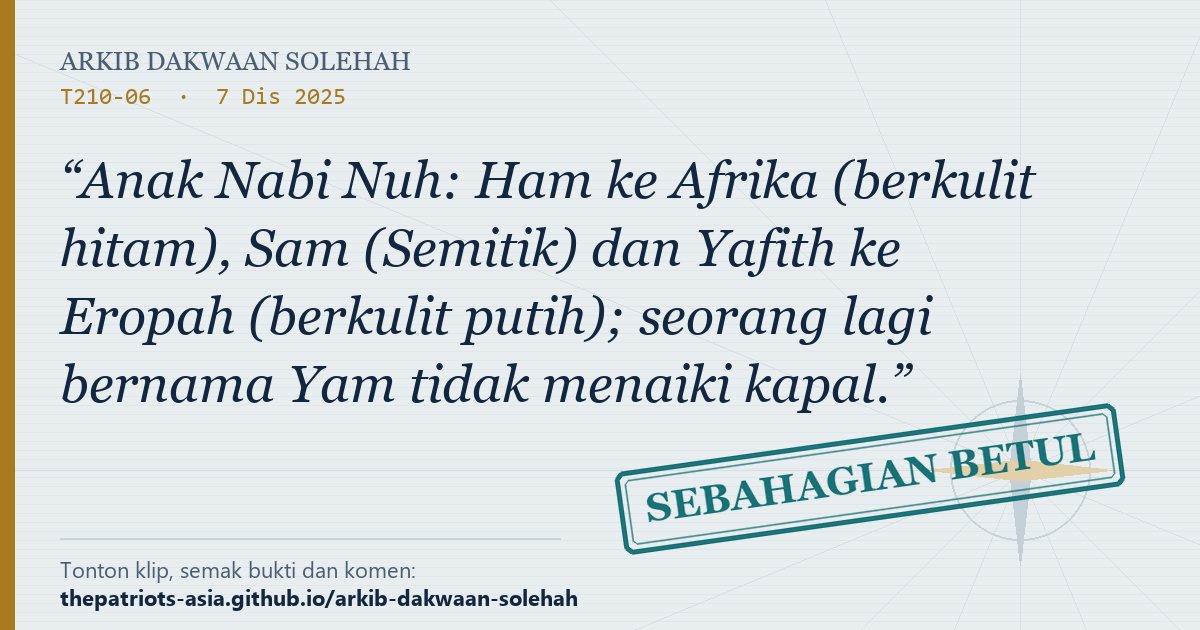 ARKIB DAKWAAN SOLEHAH
T210-06 · 7 Dis 2025
“Anak Nabi Nuh: Ham ke Afrika (berkulit
hitam), Sam (Semitik) dan Yafith ke
Eropah (berkulit putih); seorang lagi
bernama Yam tidak menaiki kapal.”
SEBAHAGIAN BETUL
Tonton klip, semak bukti dan komen:
thepatriots-asia.github.io/arkib-dakwaan-solehah